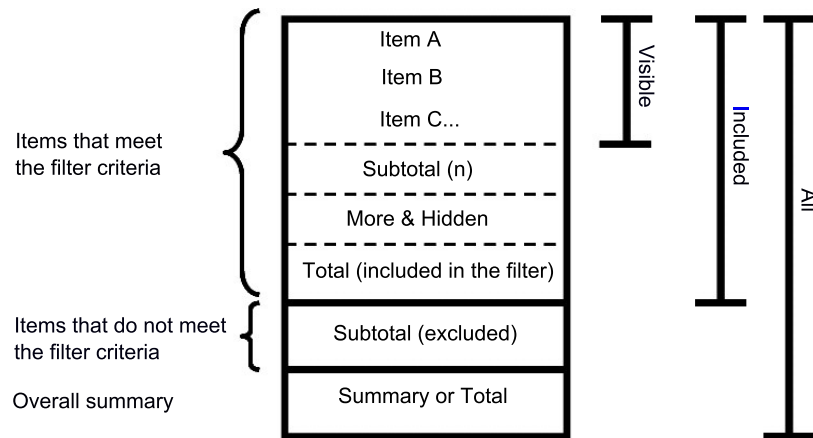 Item A
Item B
Item C...
Items that meet
the filter criteria
Subtotal (n)
More & Hidden
Total (included in the filter)
Items that do not meet
the filter criteria
Subtotal (excluded)
Overall summary
Summary or Total
Visible
Included
All